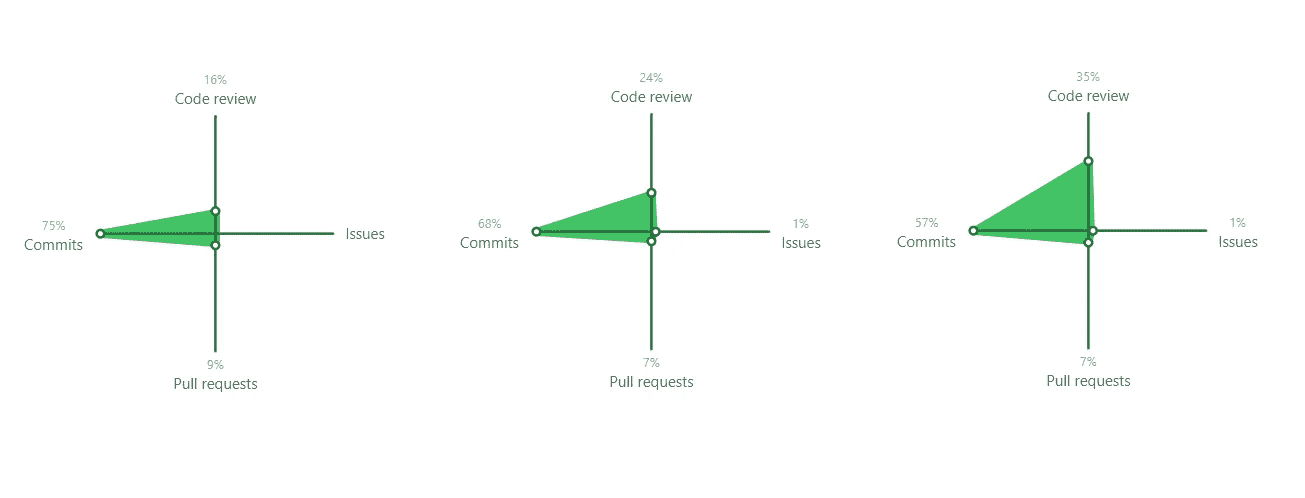 16%
Code review
75%
Commits
Issues
9%
Pull requests
24%
Code review
68%
Commits
1%
Issues
7%
Pull requests
35%
Code review
57%
Commits
1%
Issues
7%
Pull requests